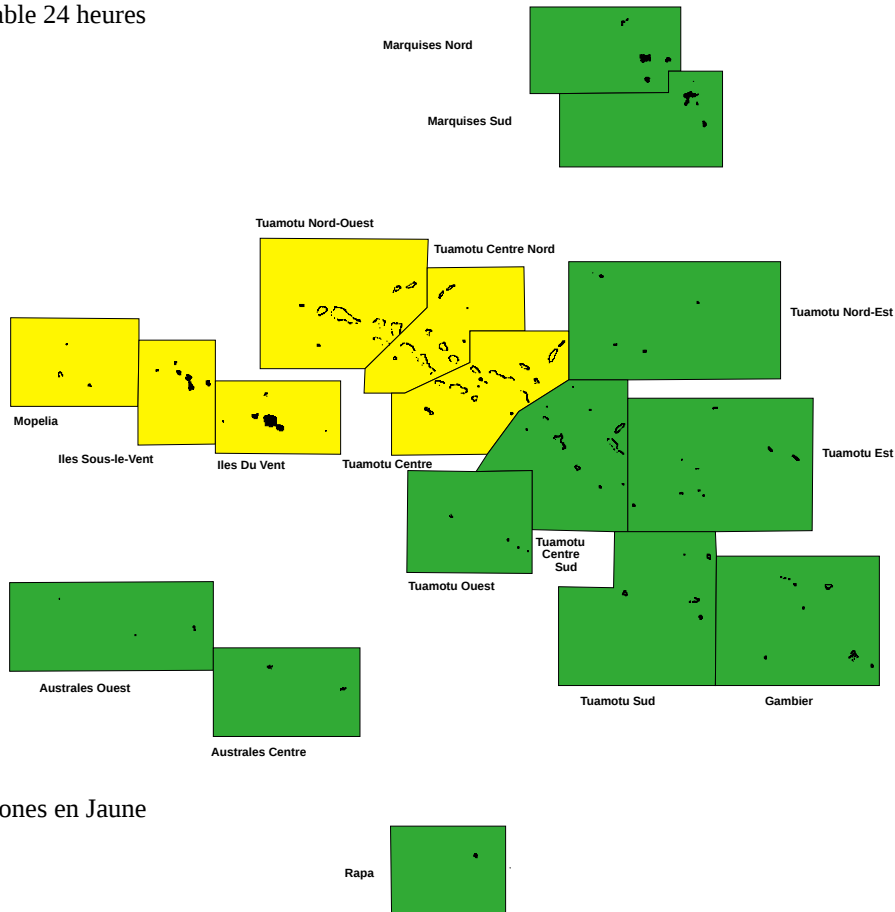 able 24 heures
Marquises Nord
Marquises Sud
Tuamotu Nord-Ouest
Tuamotu Centre Nord
Tuamotu Nord-Est
Mopelia
Iles Sous-le-Vent
Iles Du Vent
Tuamotu Centre
Tuamotu Est
Tuamotu
Centre
Sud
Tuamotu Ouest
Australes Ouest
Tuamotu Sud
Gambier
Australes Centre
ones en Jaune
Rapa